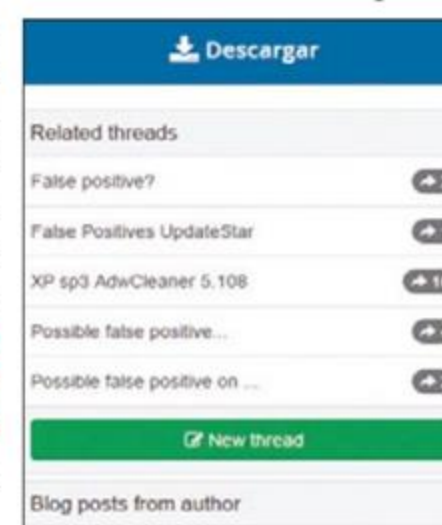 Descargar
Related threads
False positive?
False Positives UpdateStar
XP sp3 AdwCleaner 5.108
Possible false positive...
Possible false positive on ...
New thread
Blog posts from author